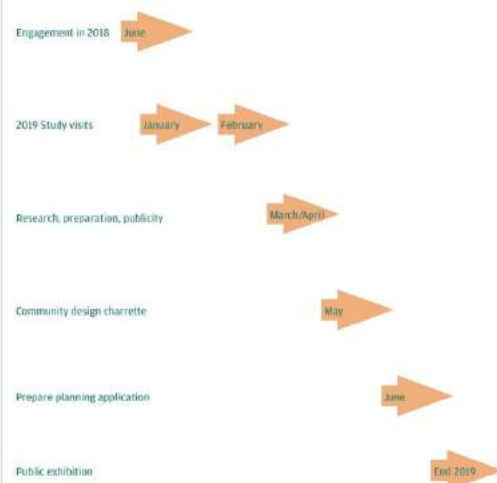 Engagement in 2018 June
2019 Study visits January February
Research, preparation, publicity March/April
Community design charrette May
Prepare planning application June
Public exhibition End 2019